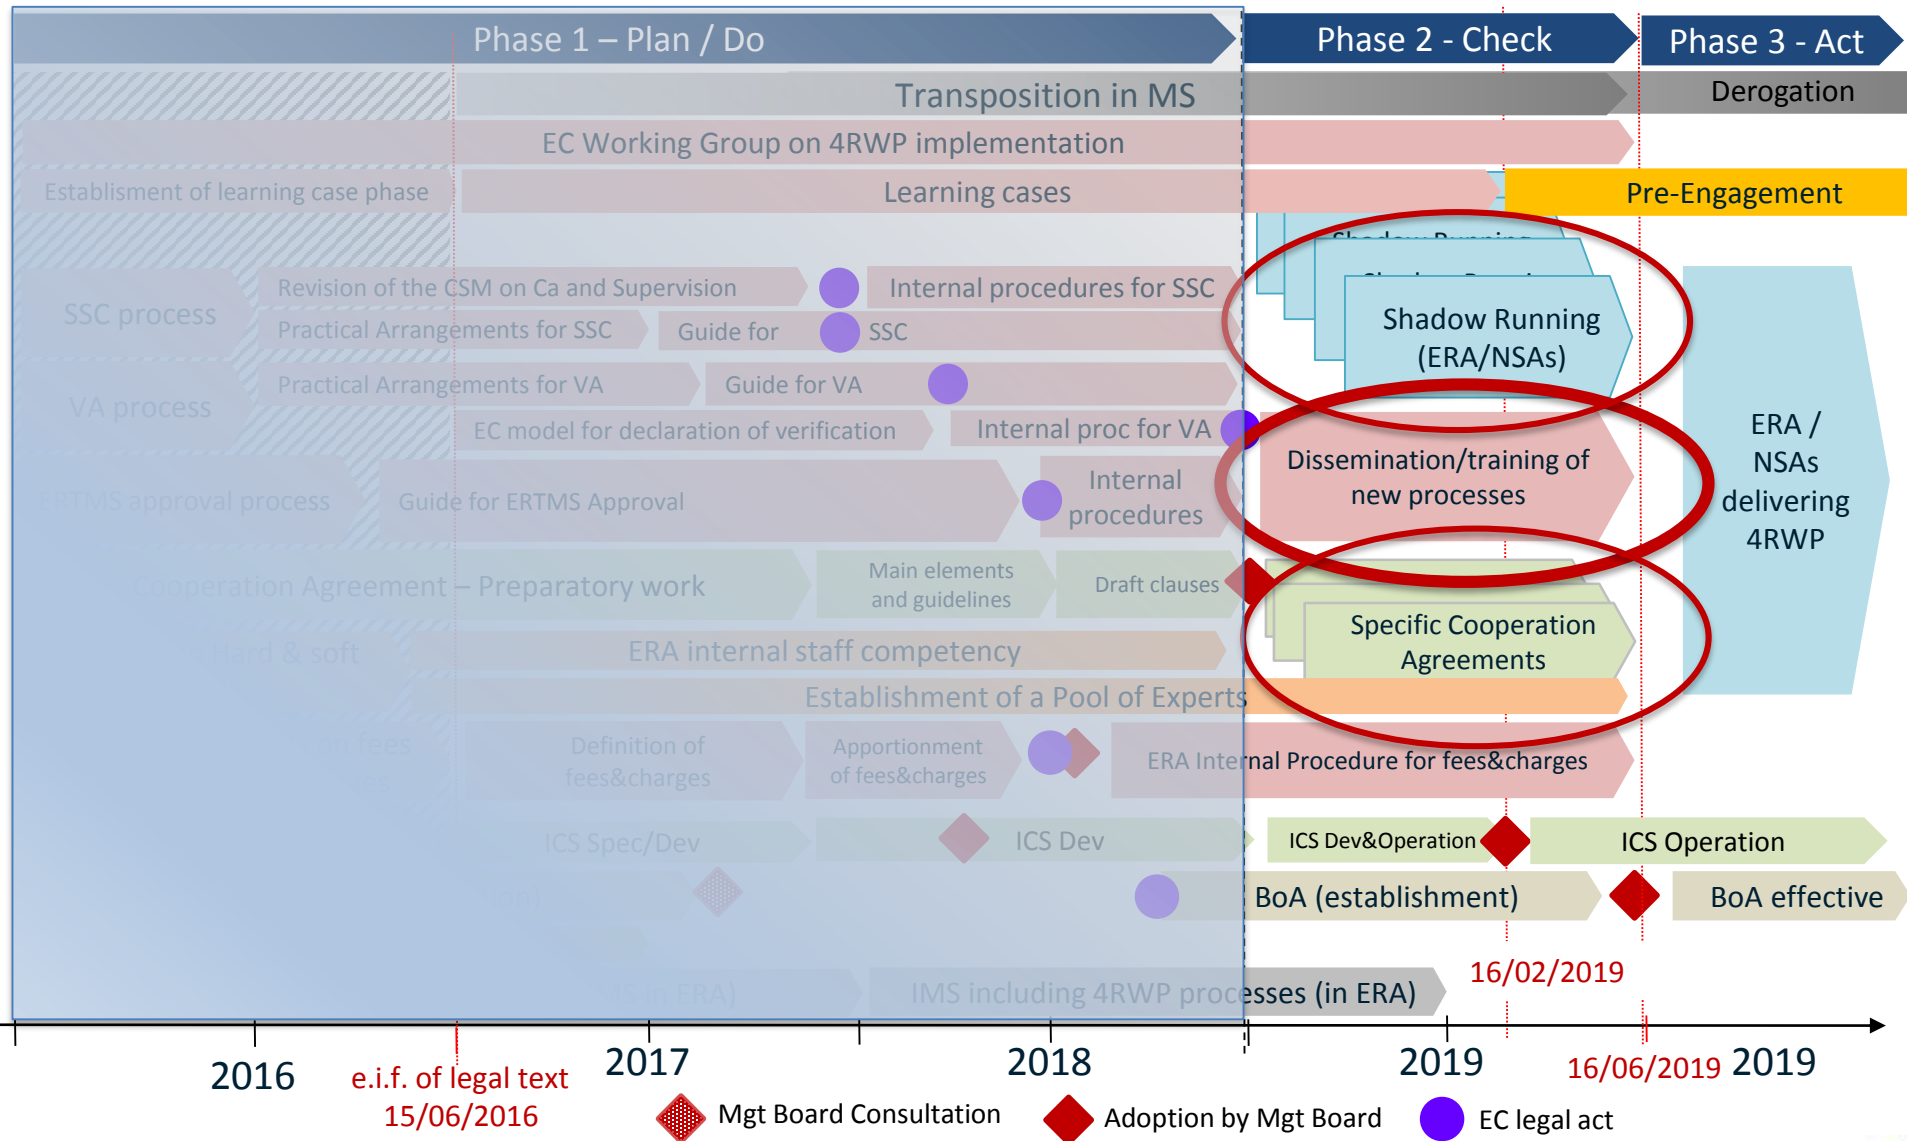 Phase 1 – Plan / Do
Phase 2 - Check
Phase 3 - Act
Transposition in MS
Derogation
EC Working Group on 4RWP implementation
Establisment of learning case phase
Learning cases
Pre-Engagement
Shadow Running
SSC process
Revision of the CSM on Ca and Supervision
Internal procedures for SSC
Practical Arrangements for SSC
Guide for SSC
Shadow Running
(ERA/NSAs)
VA process
Practical Arrangements for VA
Guide for VA
EC model for declaration of verification
Internal proc for VA
ERTMS approval process
Guide for ERTMS Approval
Internal
procedures
Dissemination/training of
new processes
ERA /
NSAs
delivering
4RWP
Cooperation Agreement – Preparatory work
Main elements
and guidelines
Draft clauses
Specific Cooperation
Agreements
Hard & soft
ERA internal staff competency
Establishment of a Pool of Experts
on fees
Definition of
fees&charges
Apportionment
of fees&charges
ERA Internal Procedure for fees&charges
ICS Spec/Dev
ICS Dev
ICS Dev&Operation
ICS Operation
BoA (establishment)
BoA effective
in ERA)
IMS including 4RWP processes (in ERA)
16/02/2019
2016
2017
2018
2019
16/06/2019
2019
e.i.f. of legal text
15/06/2016
Mgt Board Consultation
Adoption by Mgt Board
EC legal act